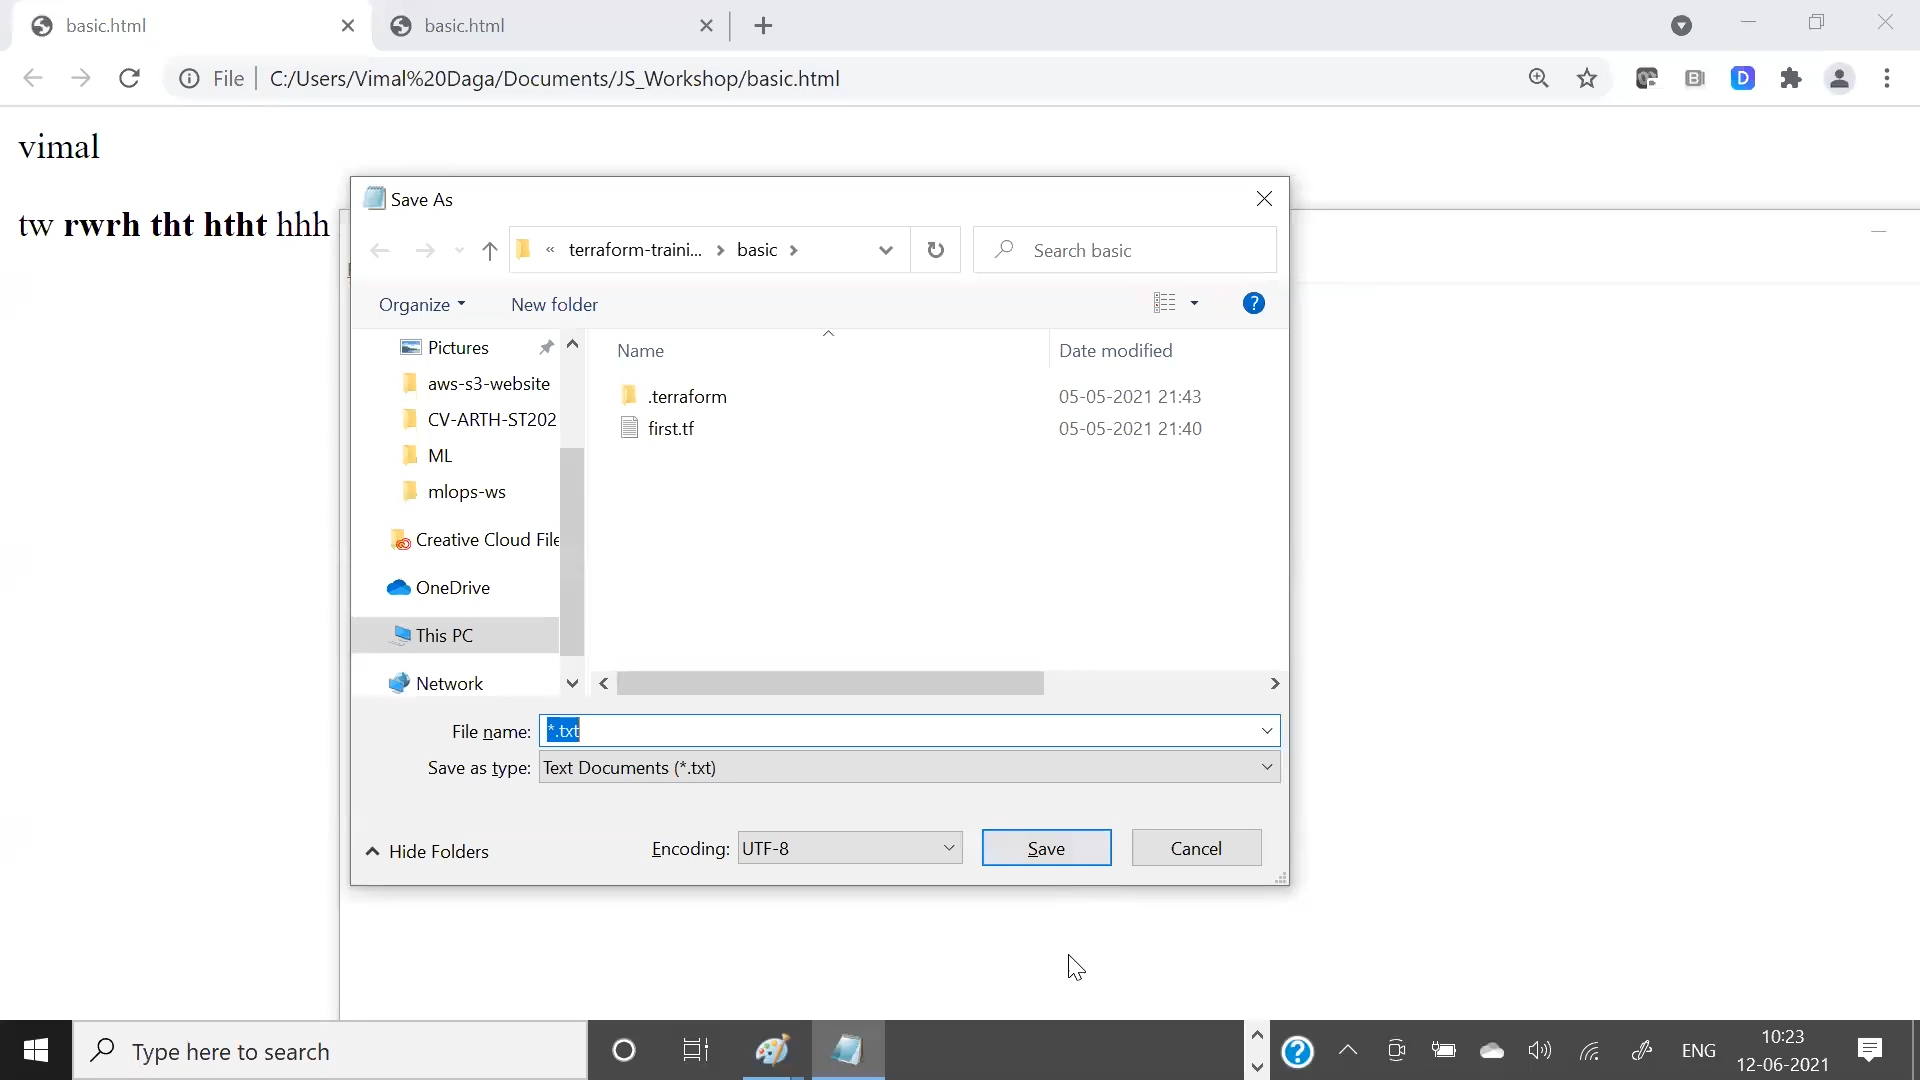 basic.html
basic.html
File
C:/Users/Vimal%20Daga/Documents/JS_Workshop/basic.html
vimal
tw rwrh tht htht hhh
Save As
« terraform-traini... > basic >
Search basic
Organize
New folder
Name
Date modified
Pictures
aws-s3-website
CV-ARTH-ST202
ML
mlops-ws
Creative Cloud File
OneDrive
This PC
Network
.terraform 05-05-2021 21:43
first.tf 05-05-2021 21:40
File name: *.txt
Save as type: Text Documents (*.txt)
Hide Folders
Encoding: UTF-8
Save
Cancel
Type here to search
ENG
10:23
12-06-2021